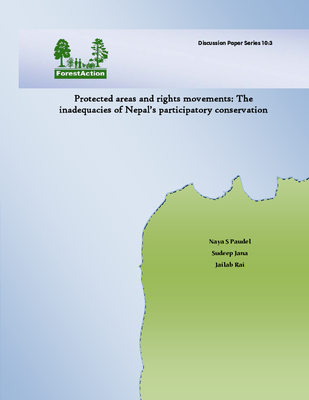 Discussion Paper Series 10:3
ForestAction
Protected areas and rights movements: The
inadequacies of Nepal's participatory conservation
Naya S Paudel
Sudeep Jana
Jailab Rai